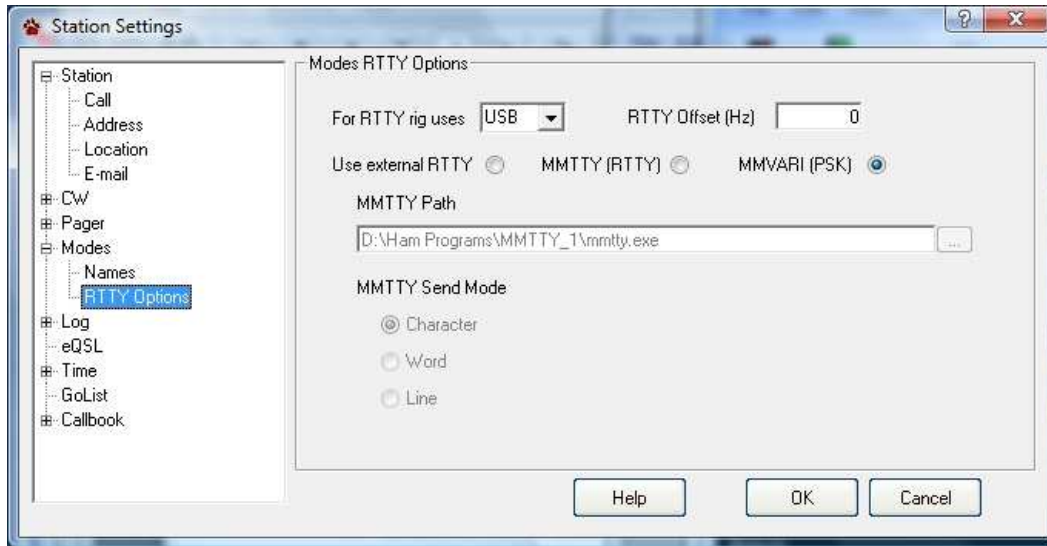 Station Settings
Station
Call
Address
Location
E-mail
CW
Pager
Modes
Names
RTTY Options
Log
eQSL
Time
GoList
Callbook
Modes RTTY Options
For RTTY rig uses USB RTTY Offset (Hz) 0
Use external RTTY MMTTY (RTTY) MMVARI (PSK)
MMTTY Path
D:\Ham Programs\MMTTY_1\mmtty.exe ...
MMTTY Send Mode
Character
Word
Line
Help OK Cancel